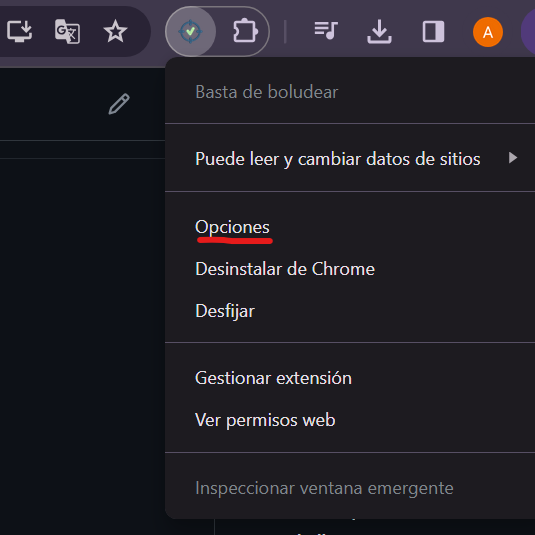 A
Basta de boludear
Puede leer y cambiar datos de sitios
Opciones
Desinstalar de Chrome
Desfijar
Gestionar extensión
Ver permisos web
Inspeccionar ventana emergente